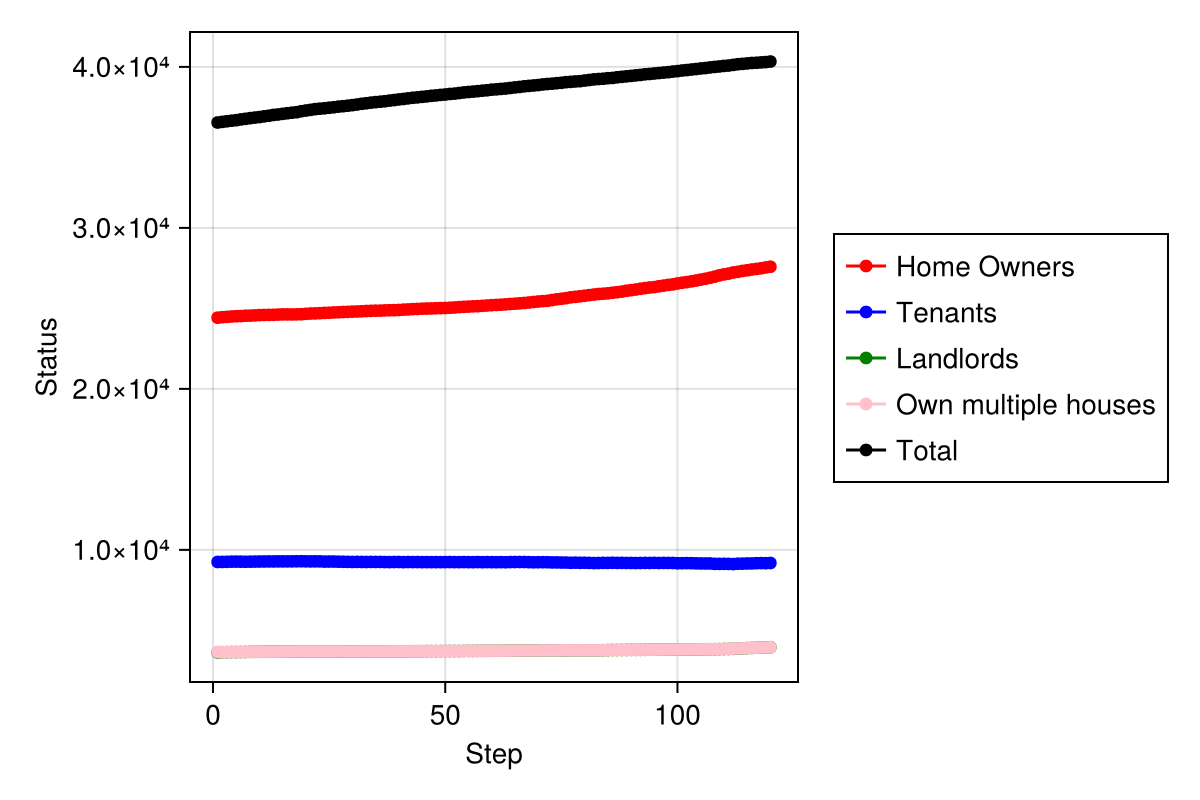 4.0×10⁴
3.0×10⁴
2.0×10⁴
1.0×10⁴
Status
0
50
100
Step
Home Owners
Tenants
Landlords
Own multiple houses
Total